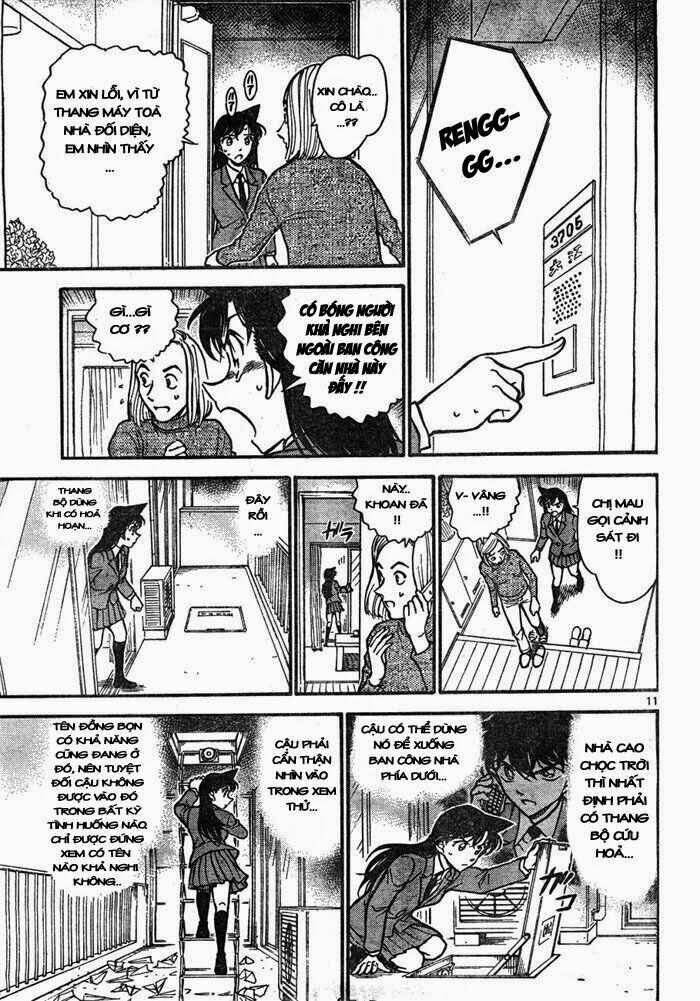 RENGG-
GG...
3705
XIN CHÀO...
CÔ LÀ
...??
EM XIN LỖI, VÌ TỪ
THANG MÁY TOÀ
NHÀ ĐỐI DIỆN,
EM NHÌN THẤY
...
CÓ BÓNG NGƯỜI
KHẢ NGHI BÊN
NGOÀI BAN CÔNG
CĂN NHÀ NÀY
ĐẤY !!
GÌ...GÌ
CƠ ??
CHỊ MAU
GỌI CẢNH
SÁT ĐI
!!
V- VÂNG
...!!
NÀY..
KHOAN ĐÃ
!!
ガラ
ĐÂY
RỒI
...
THANG
BỘ DÙNG
KHI CÓ HOẢ
HOẠN...
11
NHÀ CAO
CHỌC TRỜI
THÌ NHẤT
ĐỊNH PHẢI
CÓ THANG
BỘ CỨU
HOẢ...
CẬU CÓ THỂ DÙNG
NÓ ĐỂ XUỐNG
BAN CÔNG NHÀ
PHÍA DƯỚI...
CẬU PHẢI
CẨN THẬN
NHÌN VÀO
TRONG XEM
THỬ...
TÊN ĐỒNG BỌN
CÓ KHẢ NĂNG
CŨNG ĐANG Ở
ĐÓ, NÊN TUYỆT
ĐỐI CẬU KHÔNG
ĐƯỢC VÀO ĐÓ
TRONG BẤT KỲ
TÌNH HUỐNG NÀO.
CHỈ ĐƯỢC ĐỨNG
XEM CÓ TÊN
NÀO KHẢ NGHI
KHÔNG...